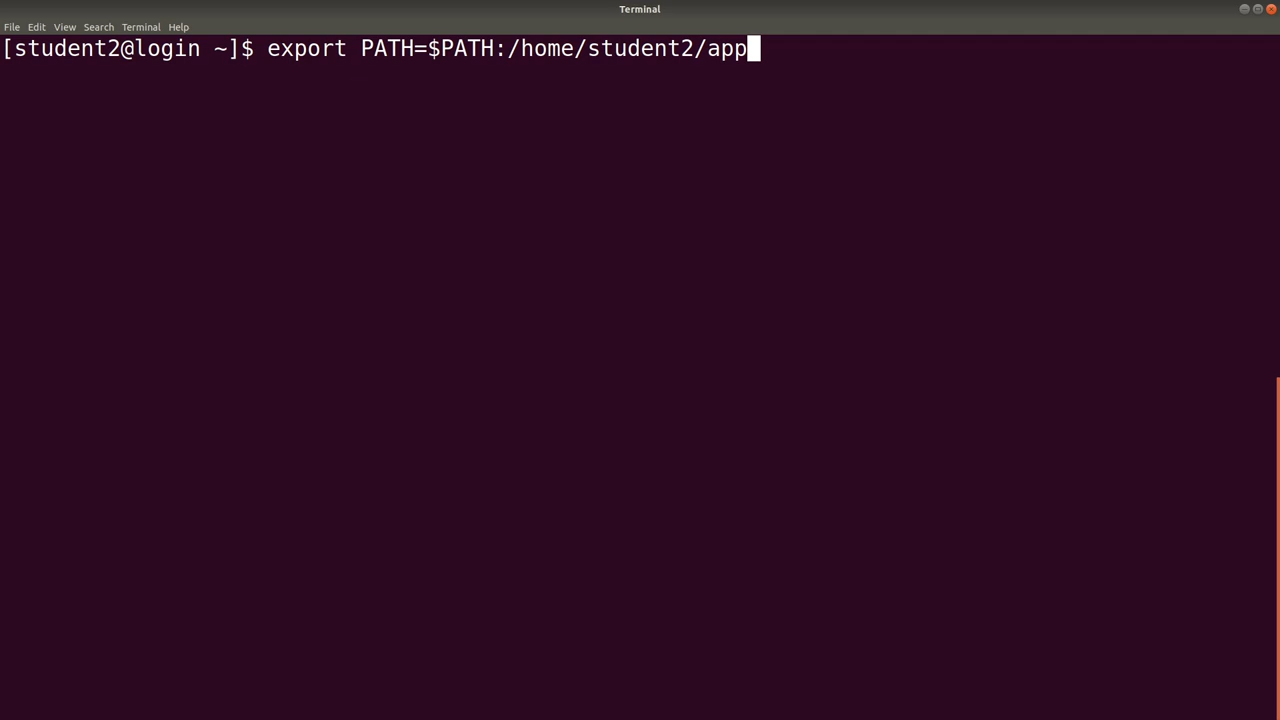 Terminal
File Edit View Search Terminal Help
[student2@login ~]$ export PATH=$PATH:/home/student2/app